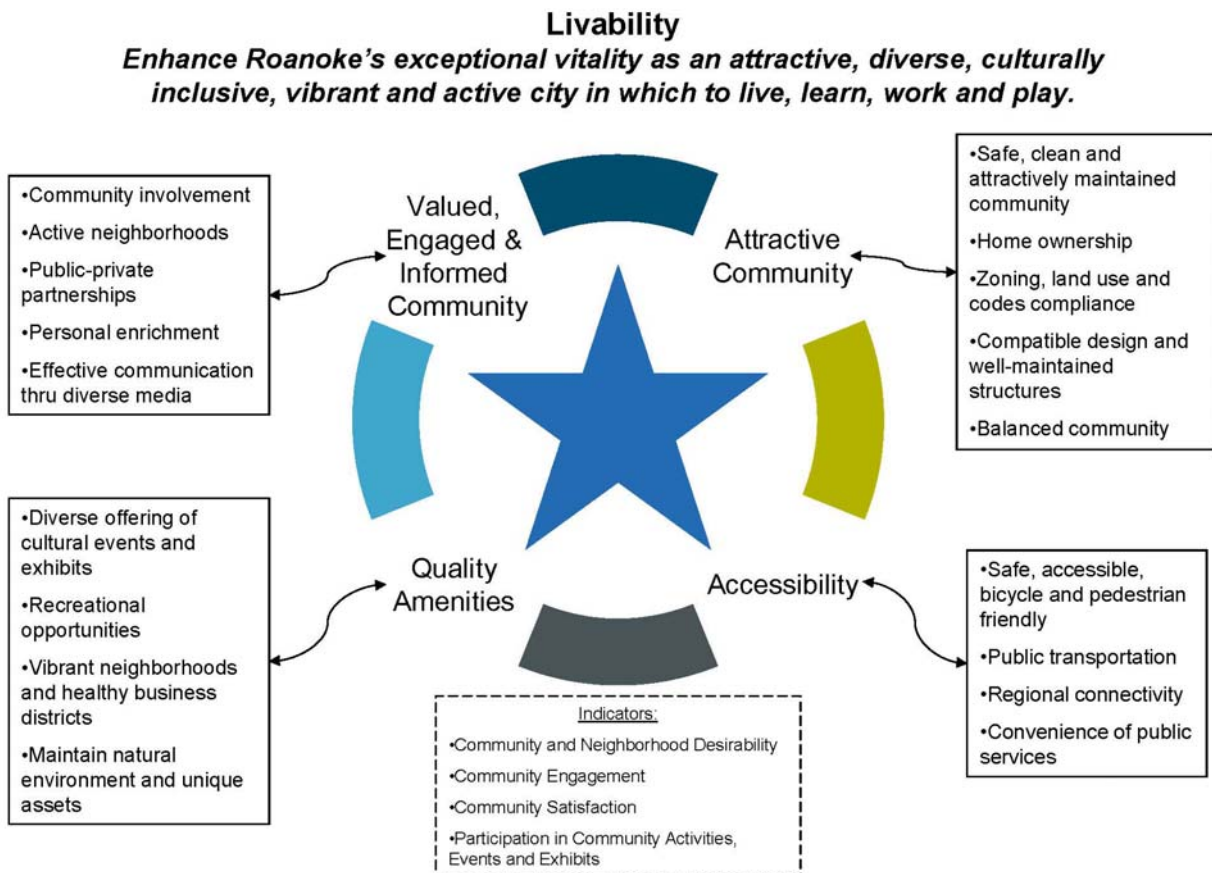 Livability
Enhance Roanoke's exceptional vitality as an attractive, diverse, culturally
inclusive, vibrant and active city in which to live, learn, work and play.
•Community involvement
•Active neighborhoods
•Public-private
partnerships
•Personal enrichment
•Effective communication
thru diverse media
Valued,
Engaged &
Informed
Community
Attractive
Community
•Safe, clean and
attractively maintained
community
•Home ownership
•Zoning, land use and
codes compliance
•Compatible design and
well-maintained
structures
•Balanced community
•Diverse offering of
cultural events and
exhibits
•Recreational
opportunities
•Vibrant neighborhoods
and healthy business
districts
•Maintain natural
environment and unique
assets
Quality
Amenities
Accessibility
•Safe, accessible,
bicycle and pedestrian
friendly
•Public transportation
•Regional connectivity
•Convenience of public
services
Indicators:
•Community and Neighborhood Desirability
•Community Engagement
•Community Satisfaction
•Participation in Community Activities,
Events and Exhibits